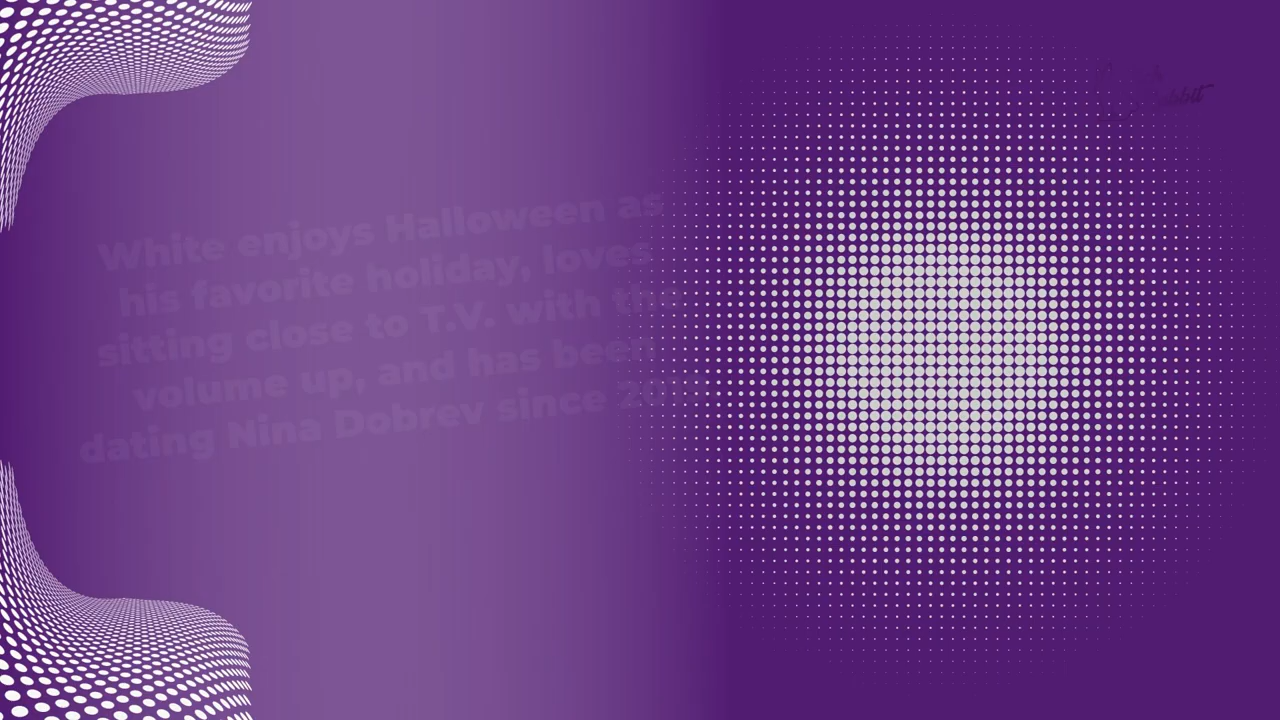 White enjoys Halloween as
his favorite holiday, loves
sitting close to T.V. with the
volume up, and has been
dating Nina Dobrev since